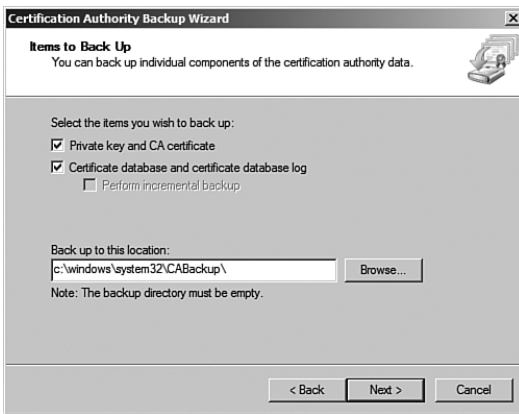 Certification Authority Backup Wizard
Items to Back Up
You can back up individual components of the certification authority data.
Select the items you wish to back up:
Private key and CA certificate
Certificate database and certificate database log
Perform incremental backup
Back up to this location:
c:\windows\system32\CABackup\
Browse...
Note: The backup directory must be empty.
< Back
Next >
Cancel